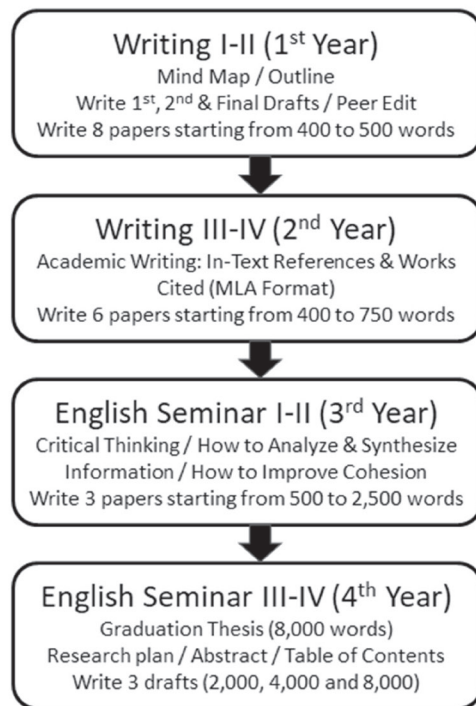 Writing I-II (1st Year)
Mind Map / Outline
Write 1st, 2nd & Final Drafts / Peer Edit
Write 8 papers starting from 400 to 500 words
Writing III-IV (2nd Year)
Academic Writing: In-Text References & Works
Cited (MLA Format)
Write 6 papers starting from 400 to 750 words
English Seminar I-II (3rd Year)
Critical Thinking / How to Analyze & Synthesize
Information / How to Improve Cohesion
Write 3 papers starting from 500 to 2,500 words
English Seminar III-IV (4th Year)
Graduation Thesis (8,000 words)
Research plan / Abstract / Table of Contents
Write 3 drafts (2,000, 4,000 and 8,000)